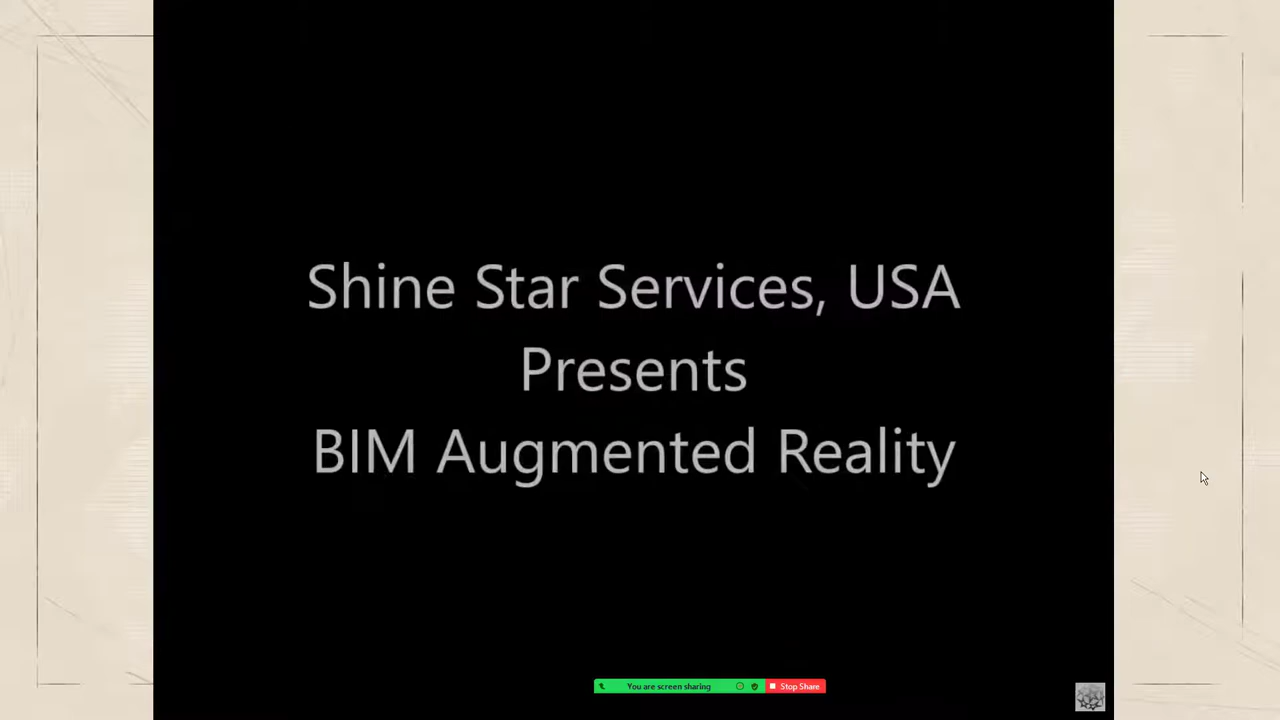 Shine Star Services, USA
Presents
BIM Augmented Reality
You are screen sharing
Stop Share